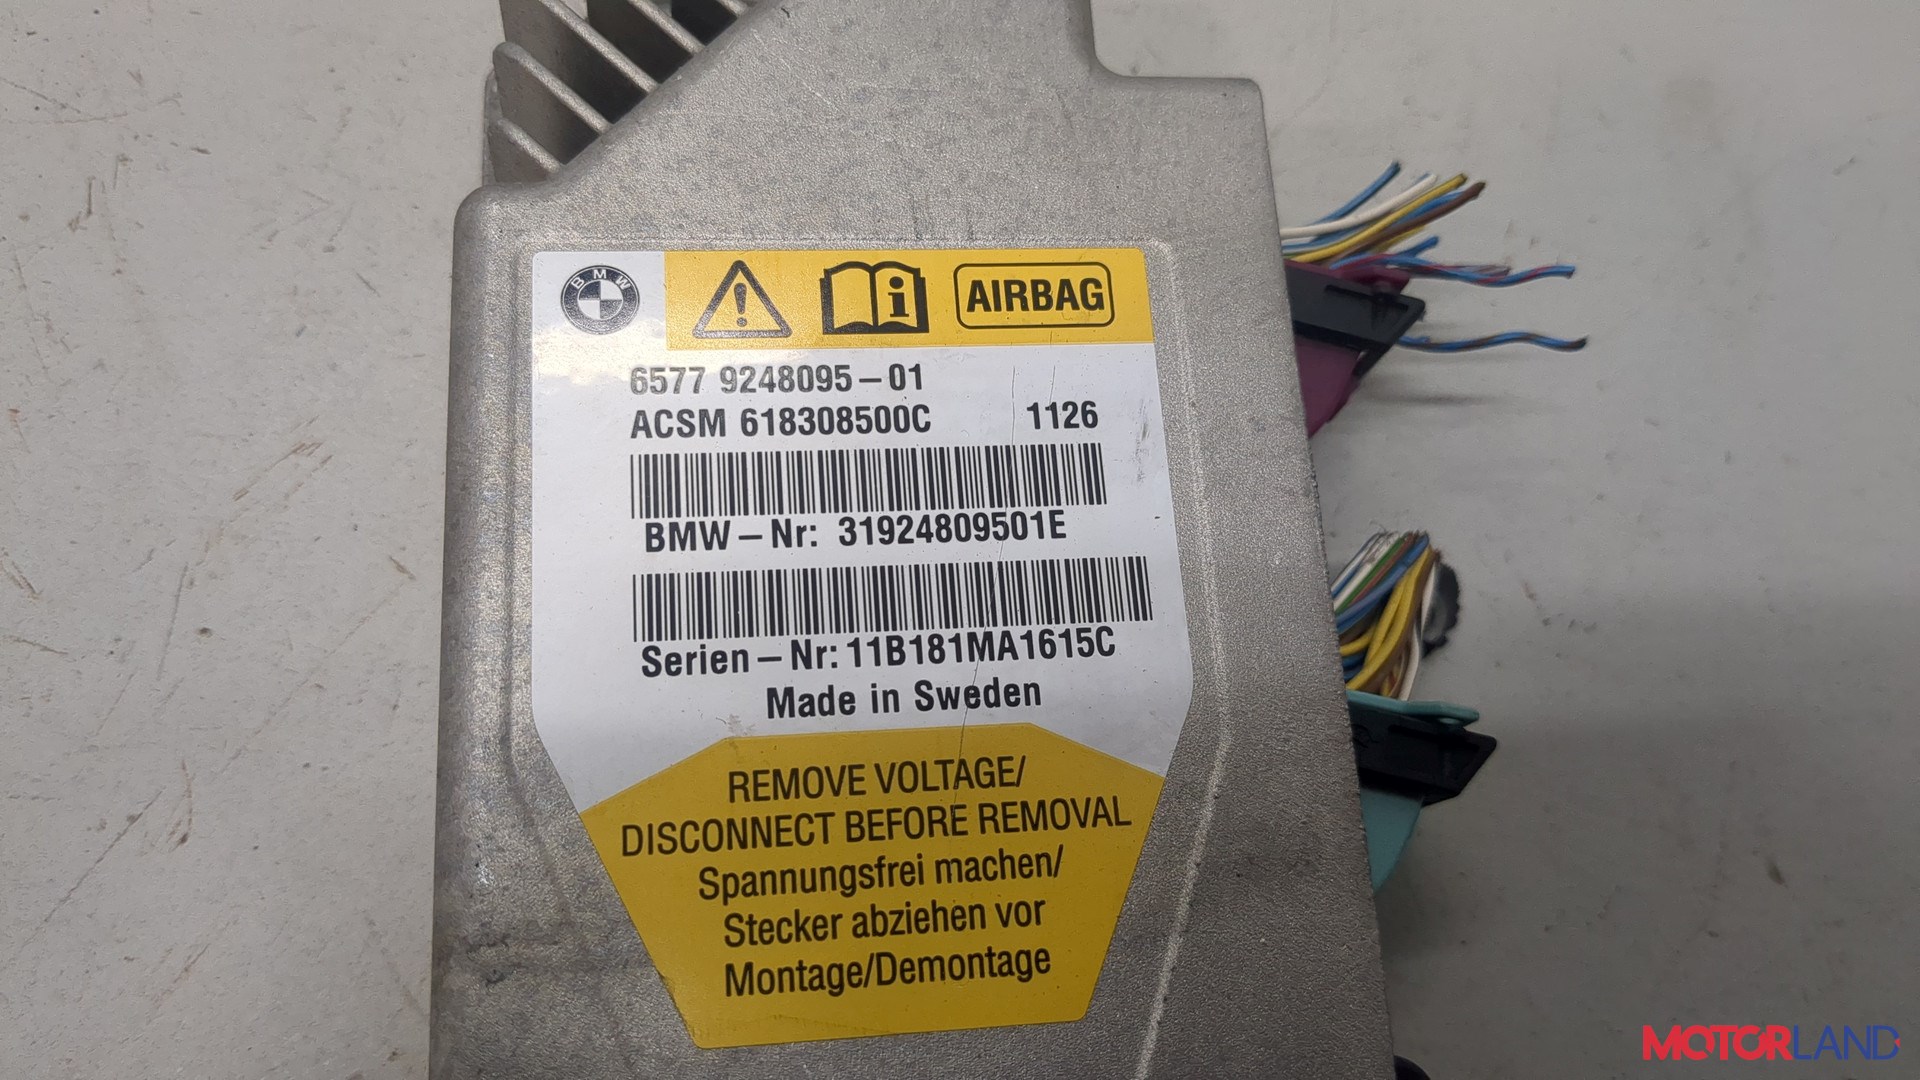 BMW
AIRBAG
6577 9248095-01
ACSM 618308500C 1126
BMW-Nr: 31924809501E
Serien-Nr: 11B181MA1615C
Made in Sweden
REMOVE VOLTAGE/
DISCONNECT BEFORE REMOVAL
Spannungsfrei machen/
Stecker abziehen vor
Montage/Demontage
MOTORLAND